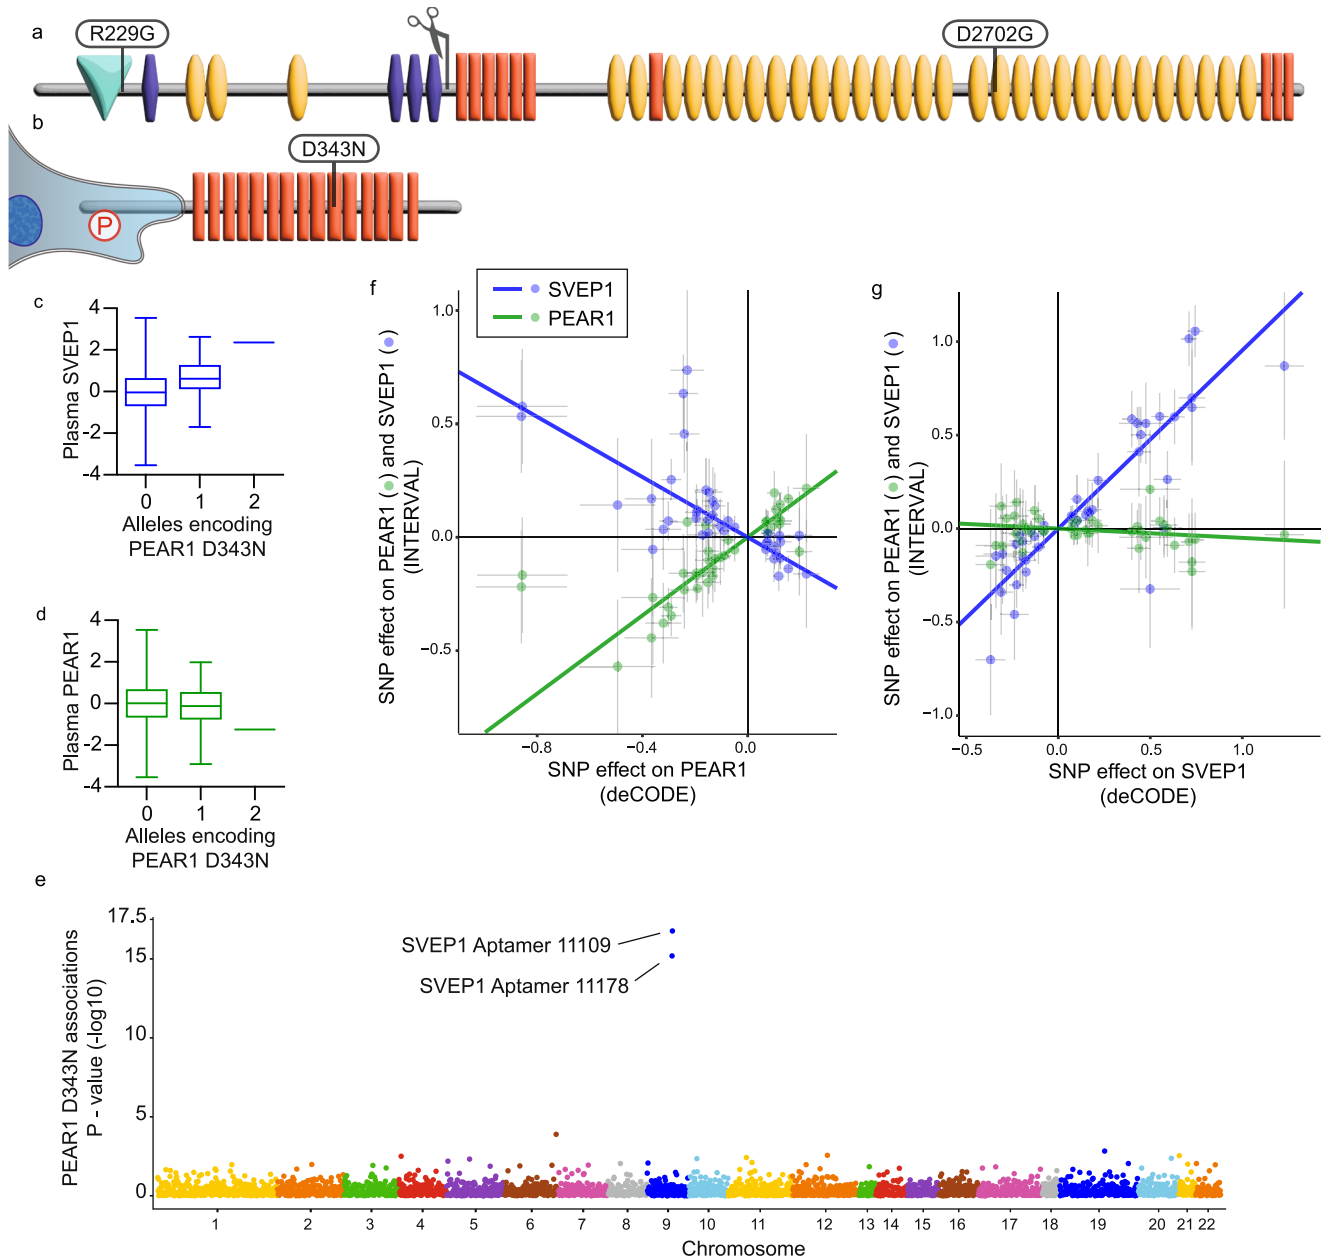 a
R229G
D2702G
b
D343N
P
c
Plasma SVEP1
4
2
0
-2
-4
0 1 2
Alleles encoding
PEAR1 D343N
d
Plasma PEAR1
4
2
0
-2
-4
0 1 2
Alleles encoding
PEAR1 D343N
f
SVEP1
PEAR1
SNP effect on PEAR1 ( ) and SVEP1 ( )
(INTERVAL)
1.0
0.5
0.0
−0.5
−0.8 −0.4 0.0
SNP effect on PEAR1
(deCODE)
g
SNP effect on PEAR1 ( ) and SVEP1 ( )
(INTERVAL)
1.0
0.5
0.0
−0.5
−1.0
−0.5 0.0 0.5 1.0
SNP effect on SVEP1
(deCODE)
e
PEAR1 D343N associations
P - value (-log10)
17.5
15
10
5
0
SVEP1 Aptamer 11109
SVEP1 Aptamer 11178
1 2 3 4 5 6 7 8 9 10 11 12 13 14 15 16 17 18 19 20 21 22
Chromosome